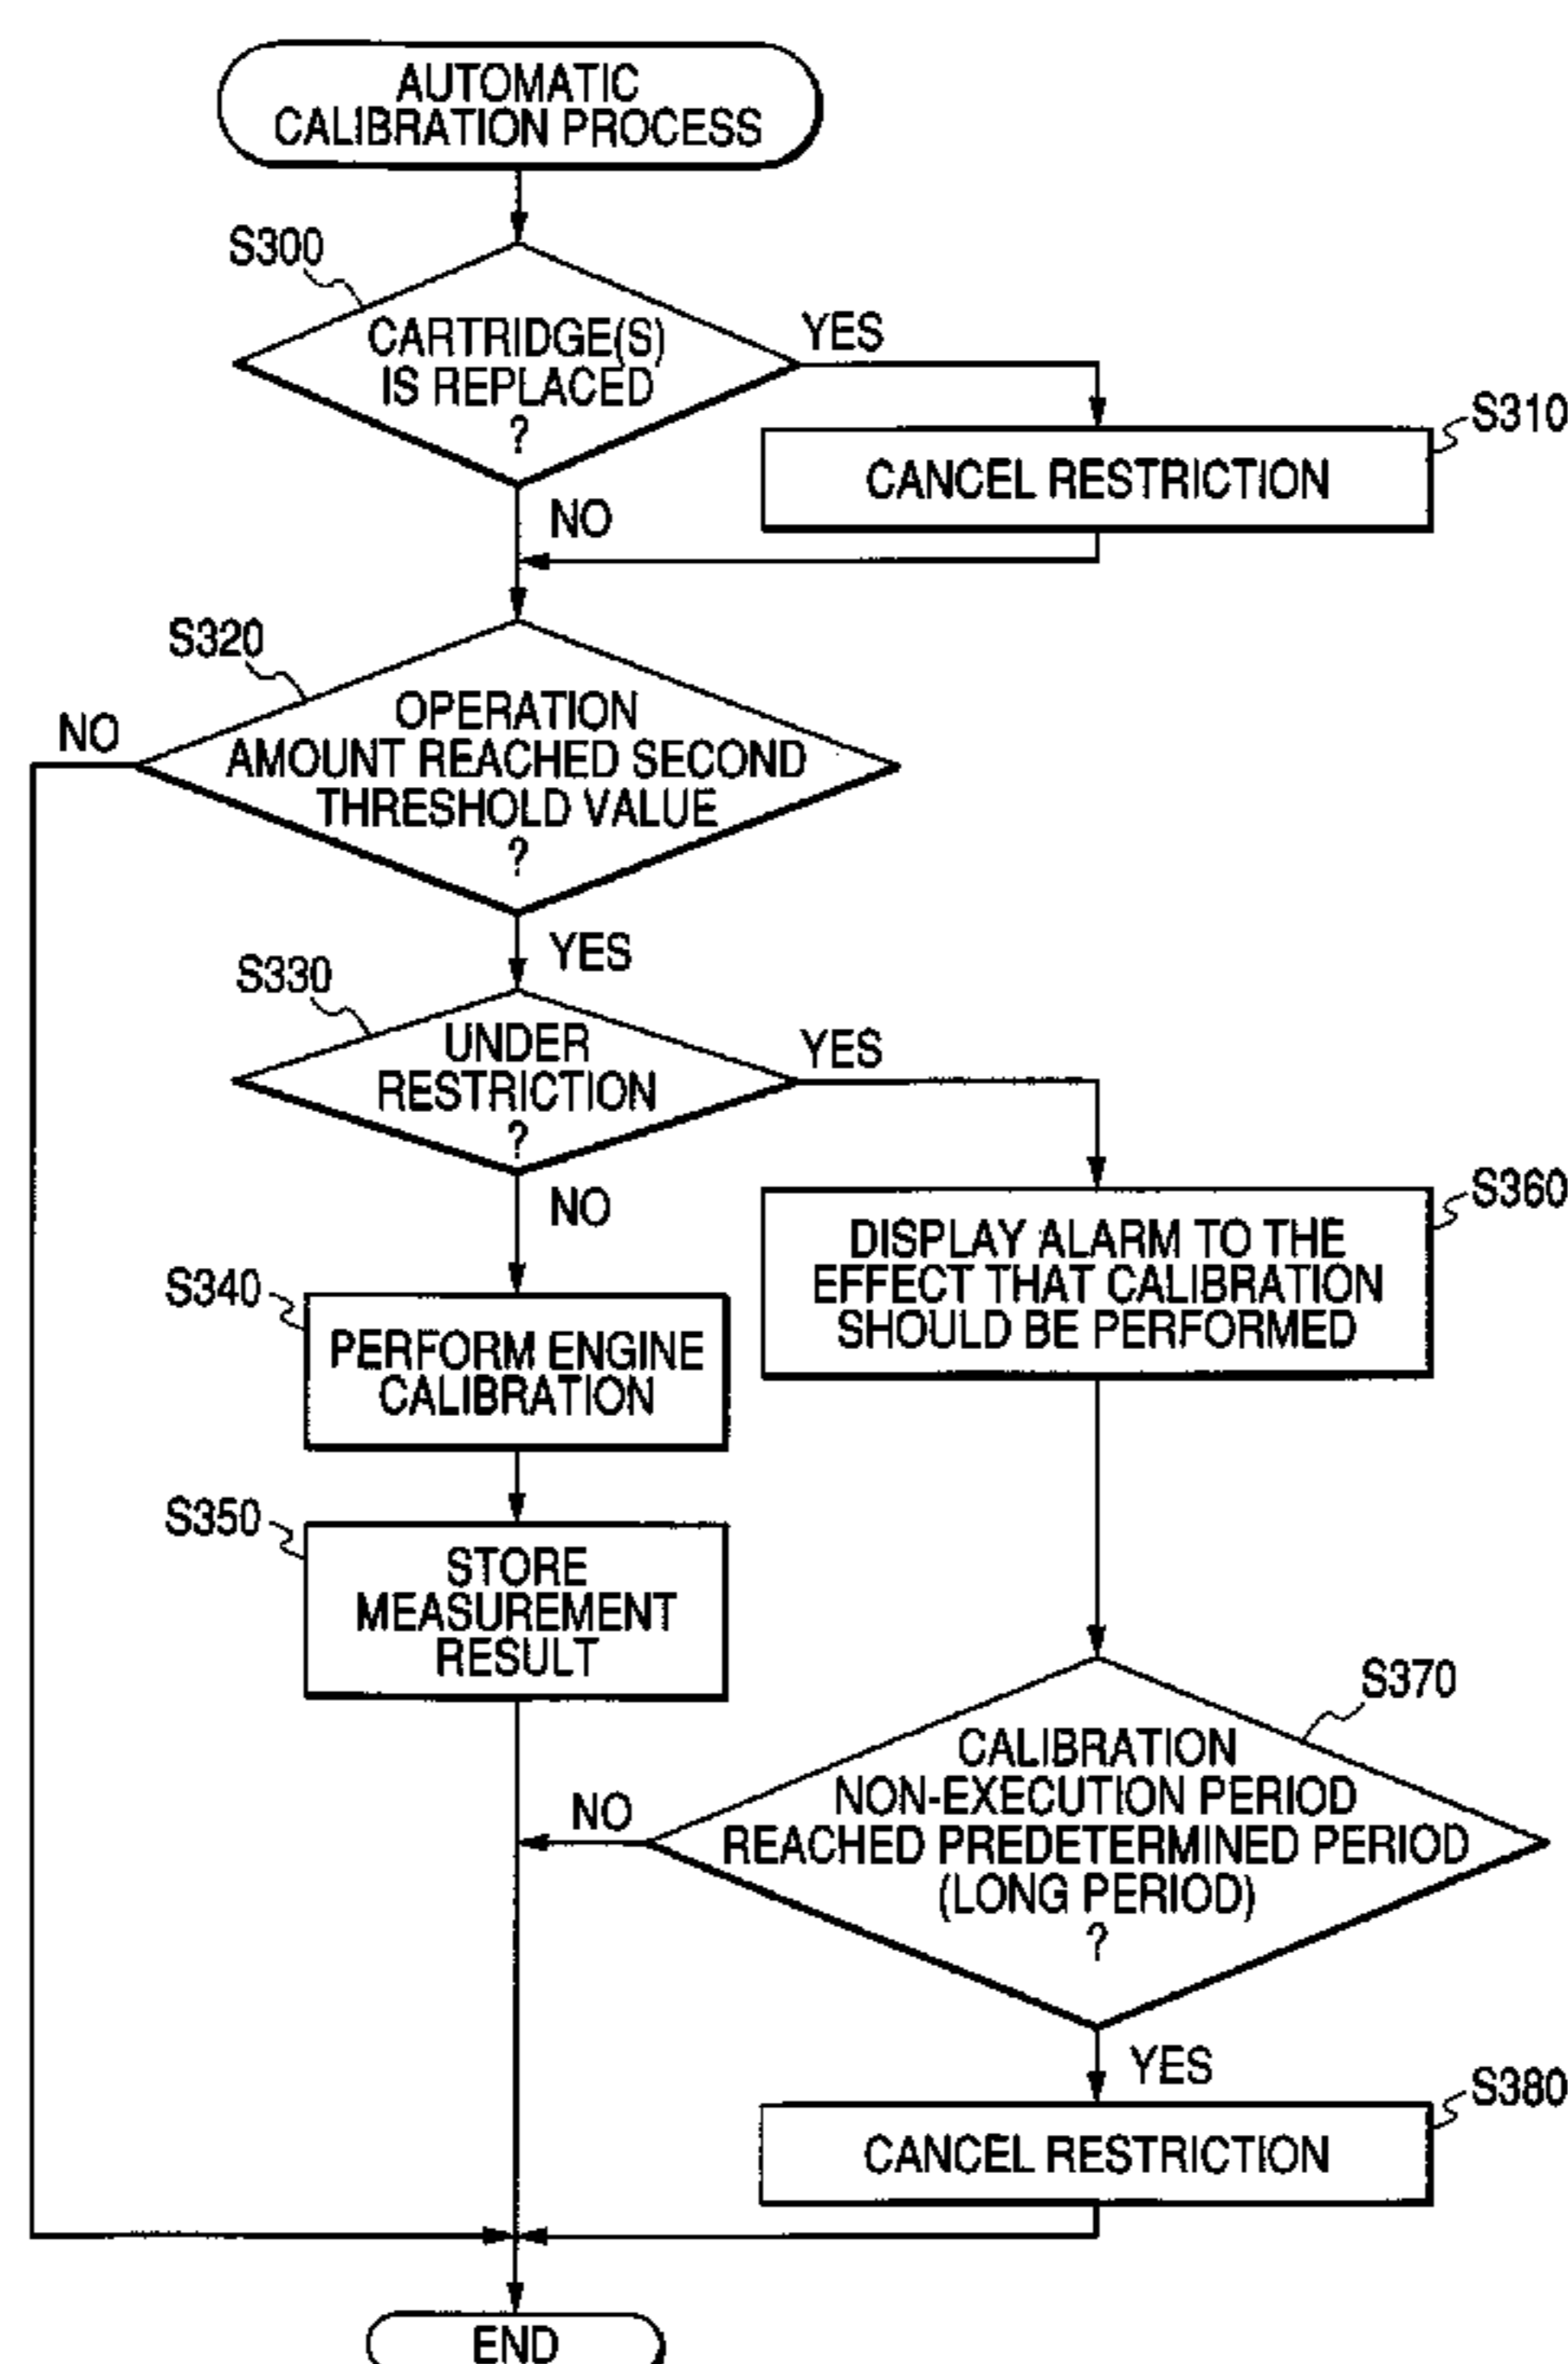 AUTOMATIC
CALIBRATION PROCESS
S300
CARTRIDGE(S)
IS REPLACED
?
YES
S310
CANCEL RESTRICTION
NO
S320
OPERATION
AMOUNT REACHED SECOND
THRESHOLD VALUE
?
NO
YES
S330
UNDER
RESTRICTION
?
YES
NO
S340
PERFORM ENGINE
CALIBRATION
S350
STORE
MEASUREMENT
RESULT
S360
DISPLAY ALARM TO THE
EFFECT THAT CALIBRATION
SHOULD BE PERFORMED
S370
CALIBRATION
NON-EXECUTION PERIOD
REACHED PREDETERMINED PERIOD
(LONG PERIOD)
?
NO
YES
S380
CANCEL RESTRICTION
END